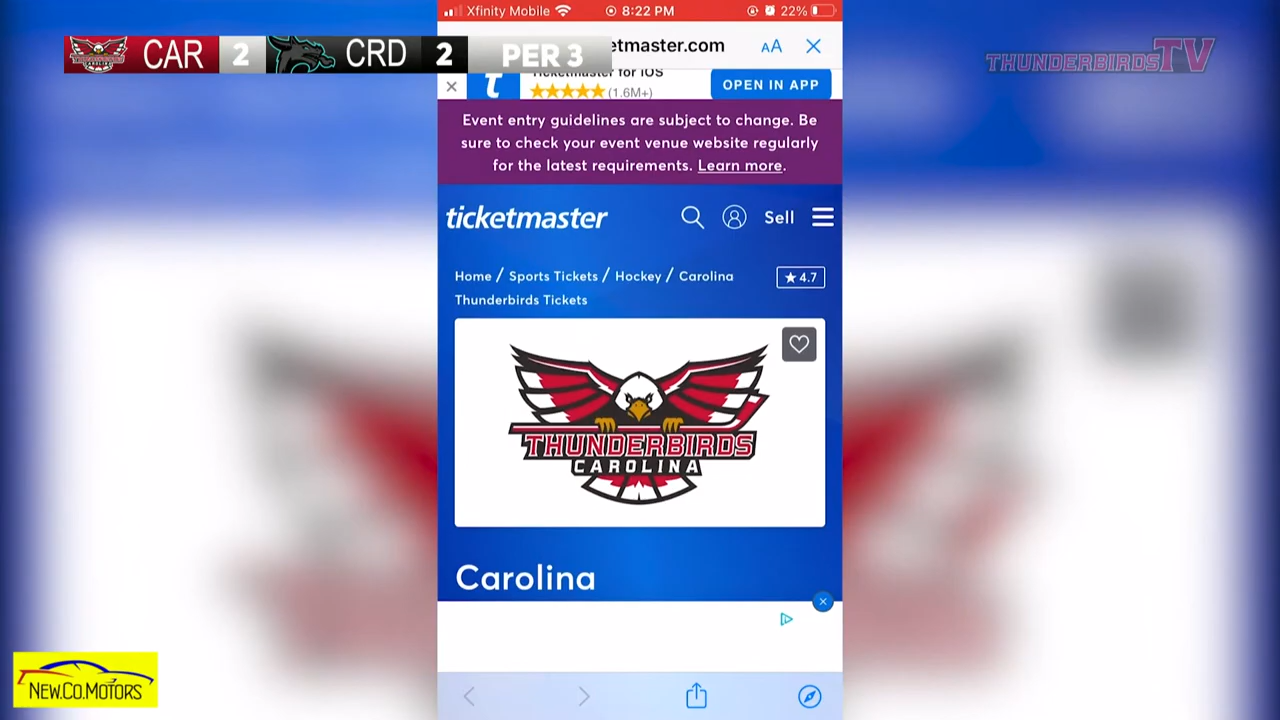 Xfinity Mobile 8:22 PM 22%
etmaster.com AA
CAR 2 CRD 2 PER 3
THUNDERBIRDSTV
Ticketmaster for iOS
(1.6M+)
OPEN IN APP
Event entry guidelines are subject to change. Be
sure to check your event venue website regularly
for the latest requirements. Learn more.
ticketmaster Sell
Home / Sports Tickets / Hockey / Carolina
Thunderbirds Tickets
★ 4.7
THUNDERBIRDS
CAROLINA
Carolina
NEW.CO.MOTORS